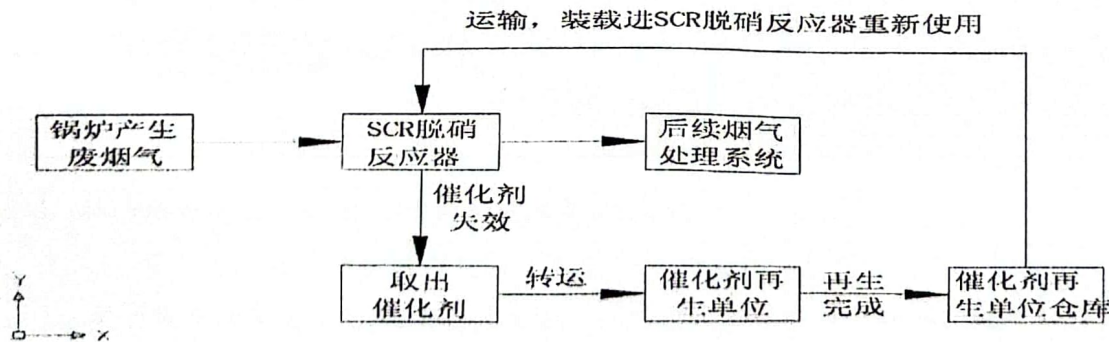 运输，装载进SCR脱硝反应器重新使用
锅炉产生
废烟气
SCR脱硝
反应器
后续烟气
处理系统
催化剂
失效
取出
催化剂
转运
催化剂再
生单位
再生
完成
催化剂再
生单位仓库
Y
X